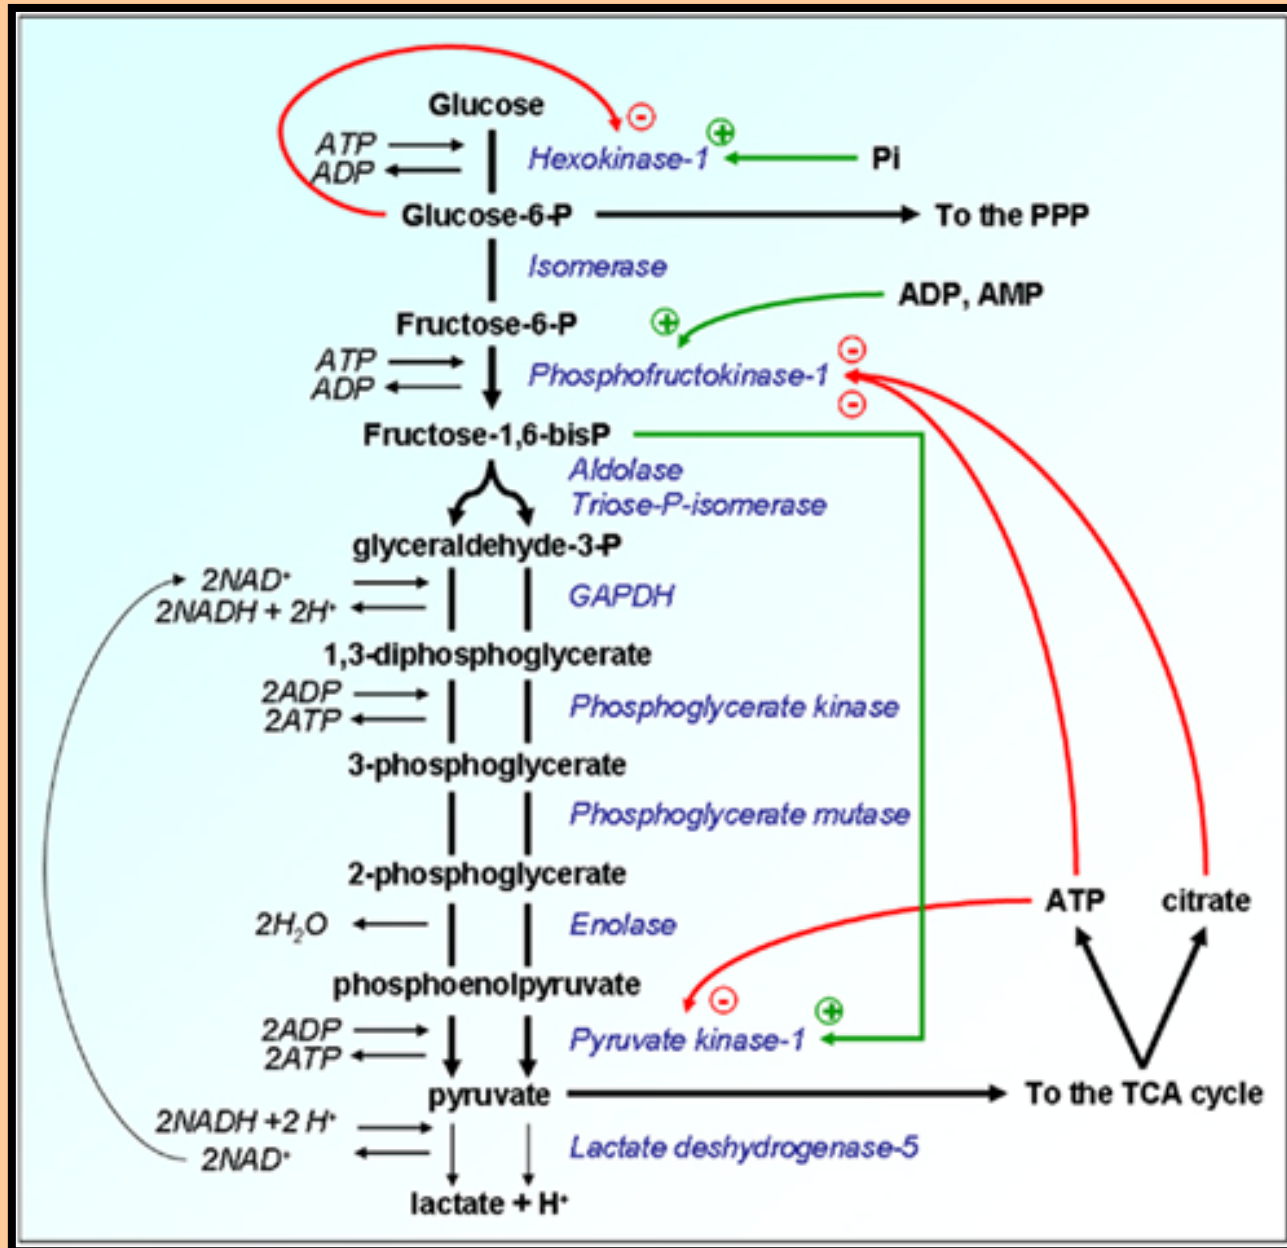 Glucose
ATP
ADP
Hexokinase-1
Pi
Glucose-6-P
To the PPP
Isomerase
ADP, AMP
Fructose-6-P
ATP
ADP
Phosphofructokinase-1
Fructose-1,6-bisP
Aldolase
Triose-P-isomerase
glyceraldehyde-3-P
2NAD⁺
2NADH + 2H⁺
GAPDH
1,3-diphosphoglycerate
2ADP
2ATP
Phosphoglycerate kinase
3-phosphoglycerate
Phosphoglycerate mutase
2-phosphoglycerate
ATP
citrate
2H₂O
Enolase
phosphoenolpyruvate
2ADP
2ATP
Pyruvate kinase-1
pyruvate
To the TCA cycle
2NADH +2 H⁺
2NAD⁺
Lactate deshydrogenase-5
lactate + H⁺